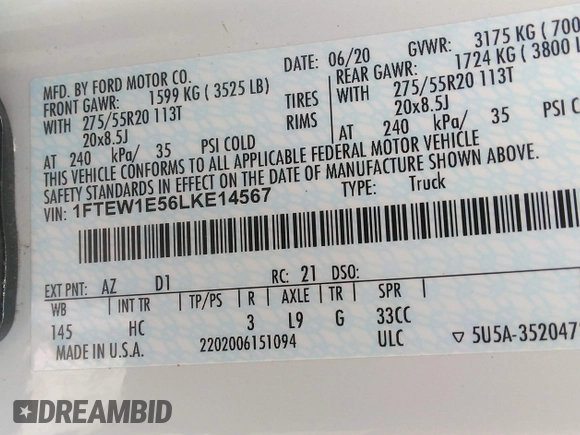 MFD. BY FORD MOTOR CO. DATE: 06/20 GVWR: 3175 KG ( 700
FRONT GAWR: 1599 KG ( 3525 LB) REAR GAWR: 1724 KG ( 3800 L
WITH 275/55R20 113T TIRES WITH 275/55R20 113T
20x8.5J RIMS 20x8.5J
AT 240 kPa/ 35 PSI COLD AT 240 kPa/ 35
THIS VEHICLE CONFORMS TO ALL APPLICABLE FEDERAL MOTOR VEHICLE
SAFETY STANDARDS IN EFFECT ON THE DATE OF MANUFACTURE SHOWN ABOVE.
VIN: 1FTEW1E56LKE14567 TYPE: Truck
EXT PNT: AZ D1 RC: 21 DSO:
WB INT TR TP/PS R AXLE TR SPR
145 HC 3 L9 G 33CC
MADE IN U.S.A. 2202006151094 ULC ▽ 5U5A-352047
DREAMBID